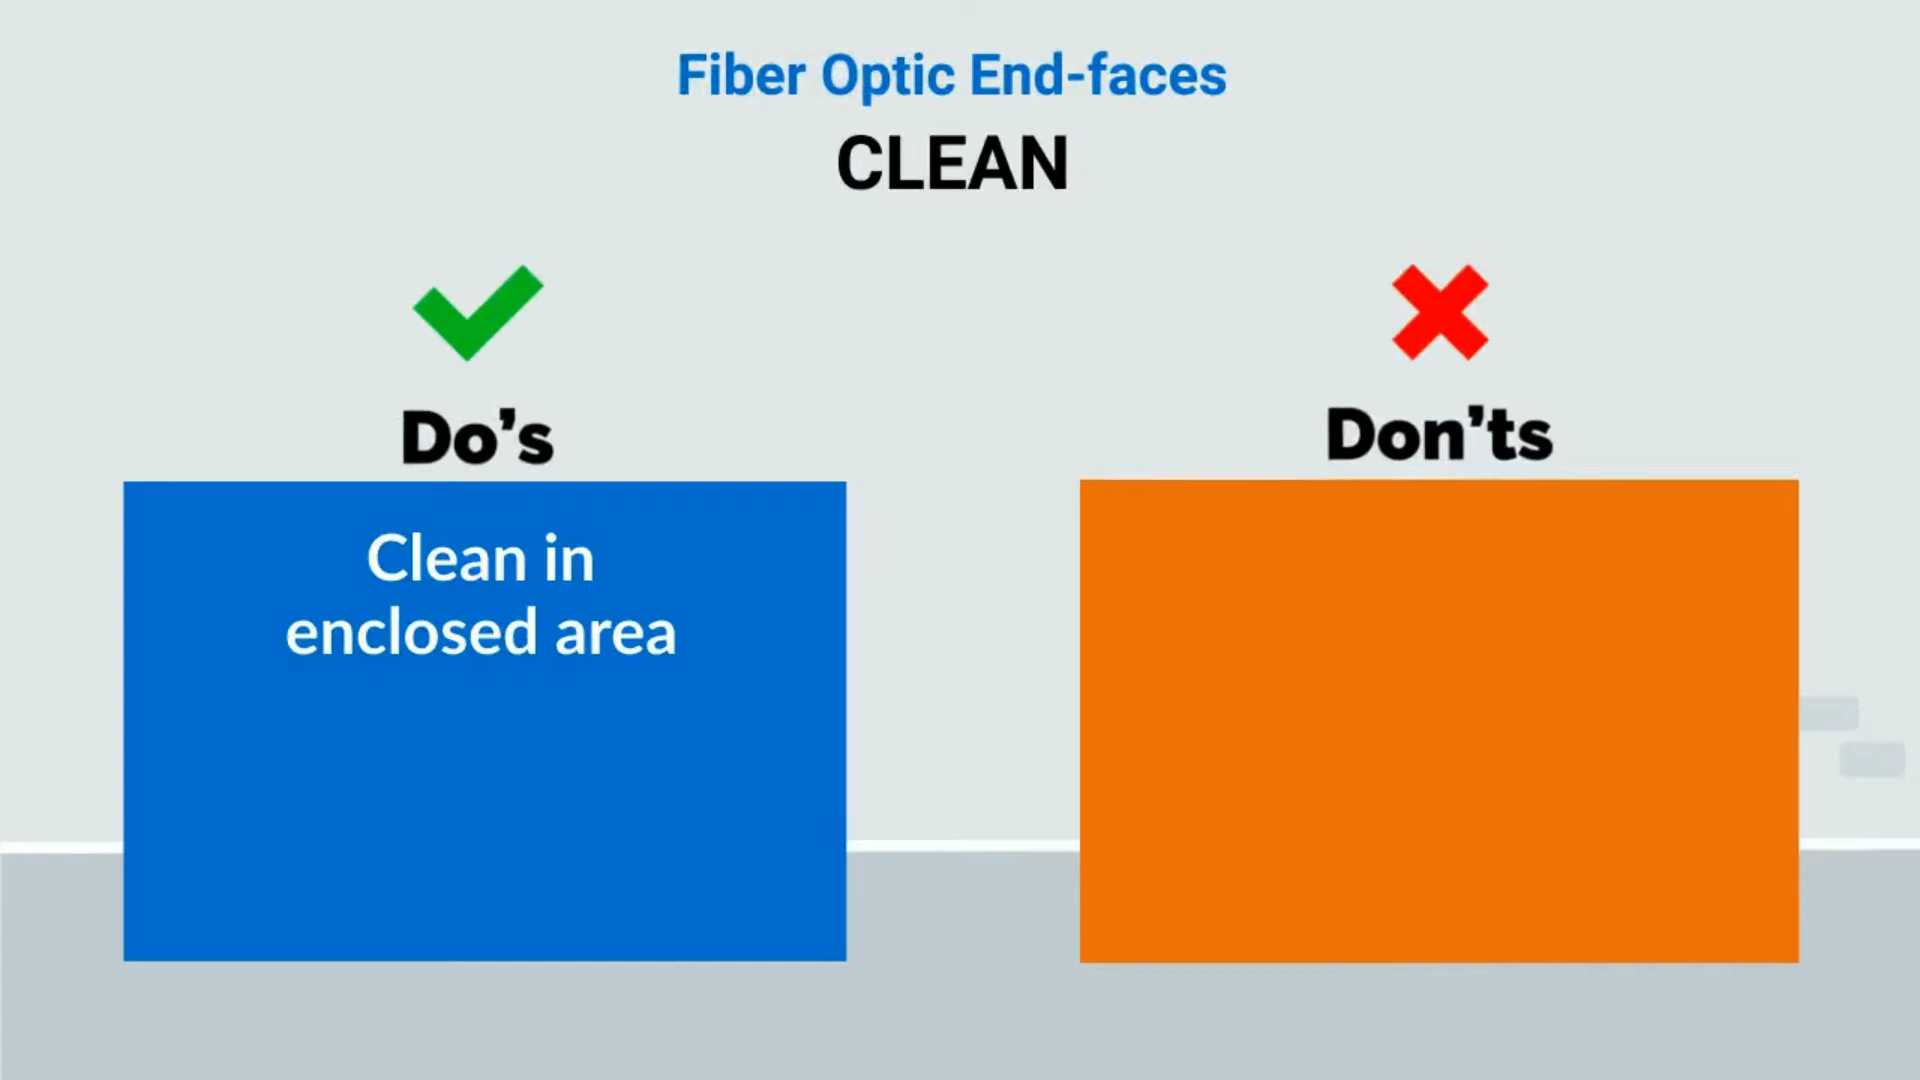 Fiber Optic End-faces
CLEAN
Do's
Don'ts
Clean in
enclosed area